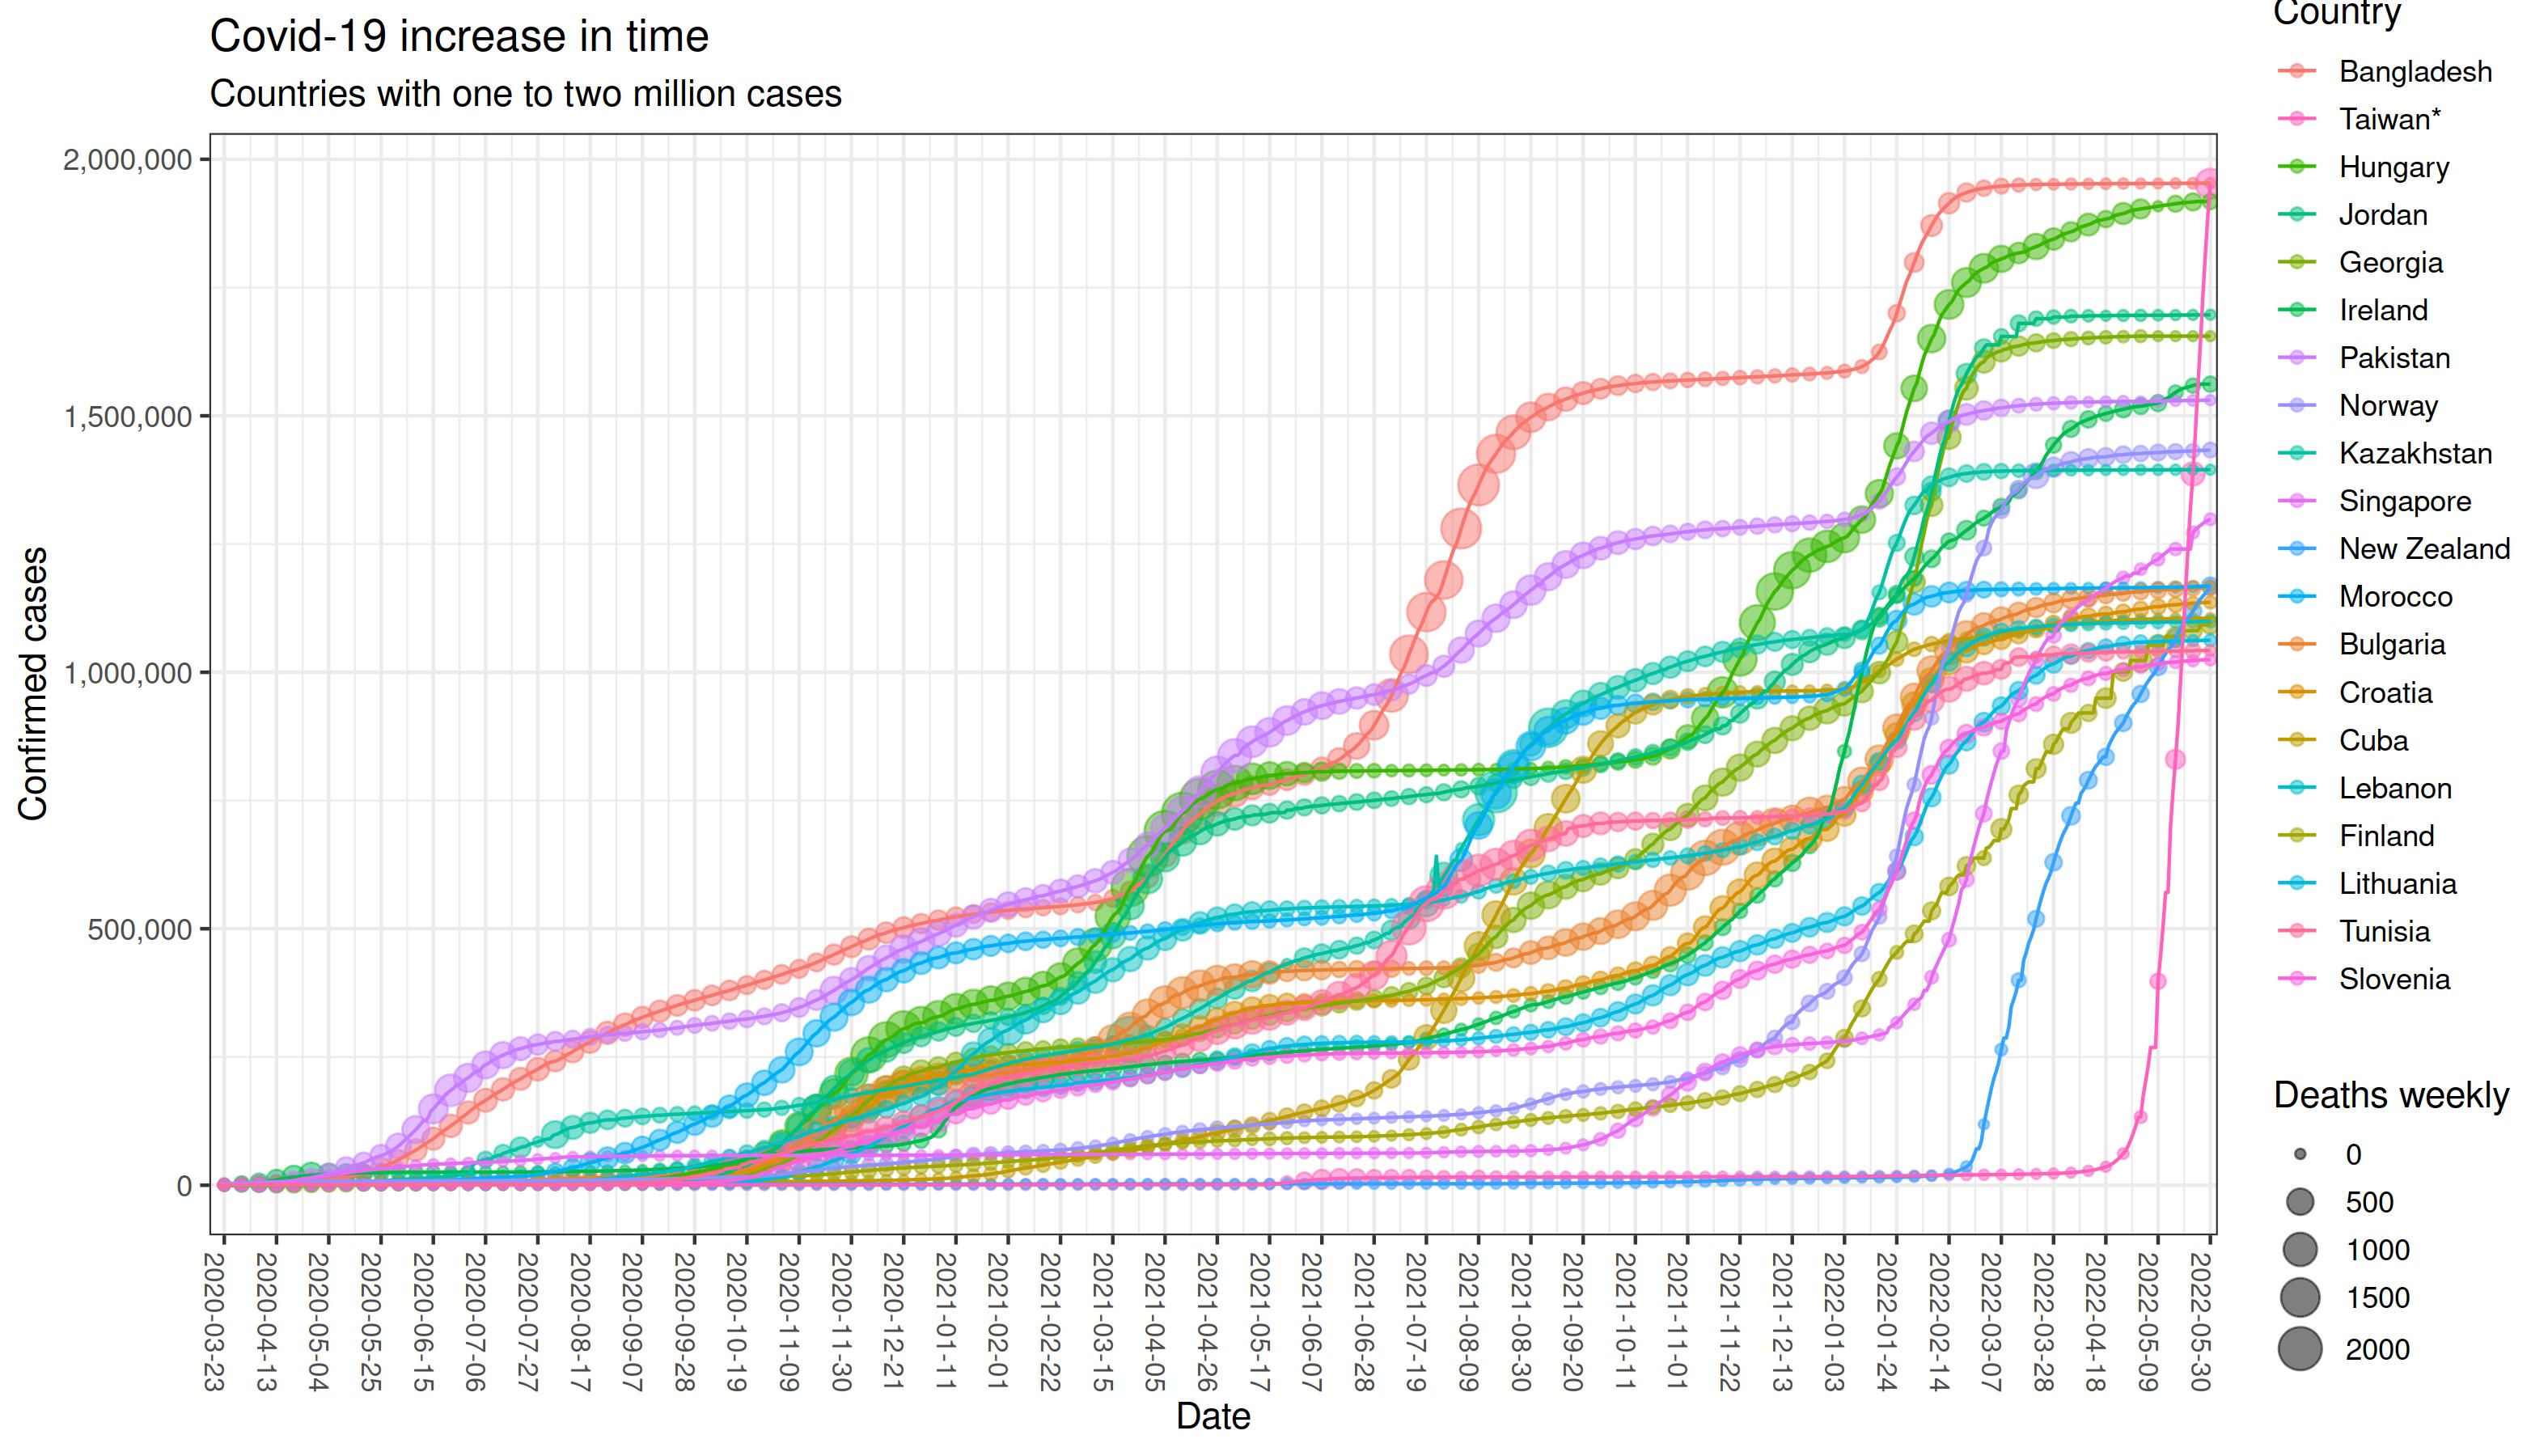 Covid-19 increase in time
Countries with one to two million cases
Confirmed cases
2,000,000
1,500,000
1,000,000
500,000
0
2020-03-23
2020-04-13
2020-05-04
2020-05-25
2020-06-15
2020-07-06
2020-07-27
2020-08-17
2020-09-07
2020-09-28
2020-10-19
2020-11-09
2020-11-30
2020-12-21
2021-01-11
2021-02-01
2021-02-22
2021-03-15
2021-04-05
2021-04-26
2021-05-17
2021-06-07
2021-06-28
2021-07-19
2021-08-09
2021-08-30
2021-09-20
2021-10-11
2021-11-01
2021-11-22
2021-12-13
2022-01-03
2022-01-24
2022-02-14
2022-03-07
2022-03-28
2022-04-18
2022-05-09
2022-05-30
Date
Country
Bangladesh
Taiwan*
Hungary
Jordan
Georgia
Ireland
Pakistan
Norway
Kazakhstan
Singapore
New Zealand
Morocco
Bulgaria
Croatia
Cuba
Lebanon
Finland
Lithuania
Tunisia
Slovenia
Deaths weekly
0
500
1000
1500
2000